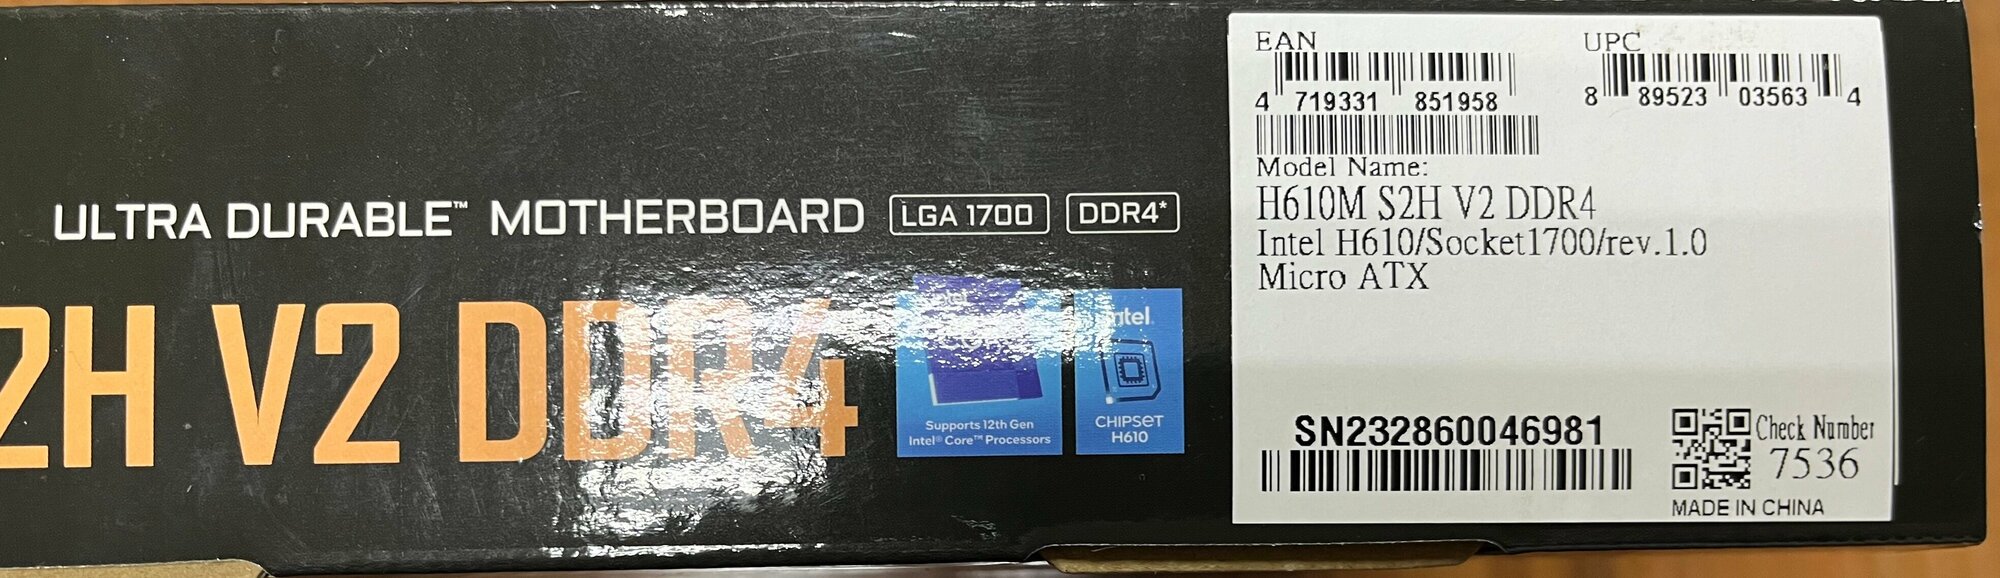 ULTRA DURABLE™ MOTHERBOARD LGA 1700 DDR4*
2H V2 DDR4
intel
Supports 12th Gen
Intel® Core™ Processors
intel.
CHIPSET
H610
EAN
4 719331 851958
UPC
8 89523 03563 4
Model Name:
H610M S2H V2 DDR4
Intel H610/Socket1700/rev.1.0
Micro ATX
SN232860046981
Check Number
7536
MADE IN CHINA